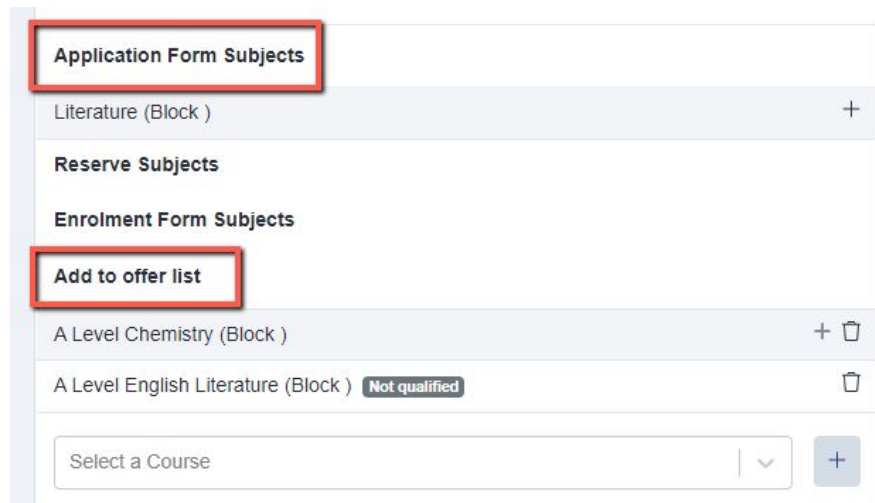 Application Form Subjects
Literature (Block )
Reserve Subjects
Enrolment Form Subjects
Add to offer list
A Level Chemistry (Block )
A Level English Literature (Block ) Not qualified
Select a Course